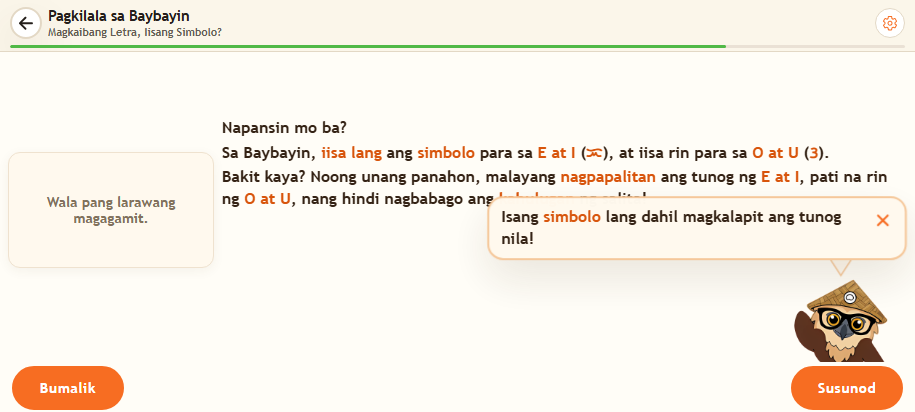 Pagkilala sa Baybayin
Magkaibang Letra, Iisang Simbolo?
Napansin mo ba?
Sa Baybayin, iisa lang ang simbolo para sa E at I (ᜁ), at iisa rin para sa O at U (ᜂ).
Bakit kaya? Noong unang panahon, malayang nagpapalitan ang tunog ng E at I, pati na rin
ng O at U, nang hindi nagbabago ang
Wala pang larawang
magagamit.
Isang simbolo lang dahil magkalapit ang tunog
nila!
Bumalik
Susunod